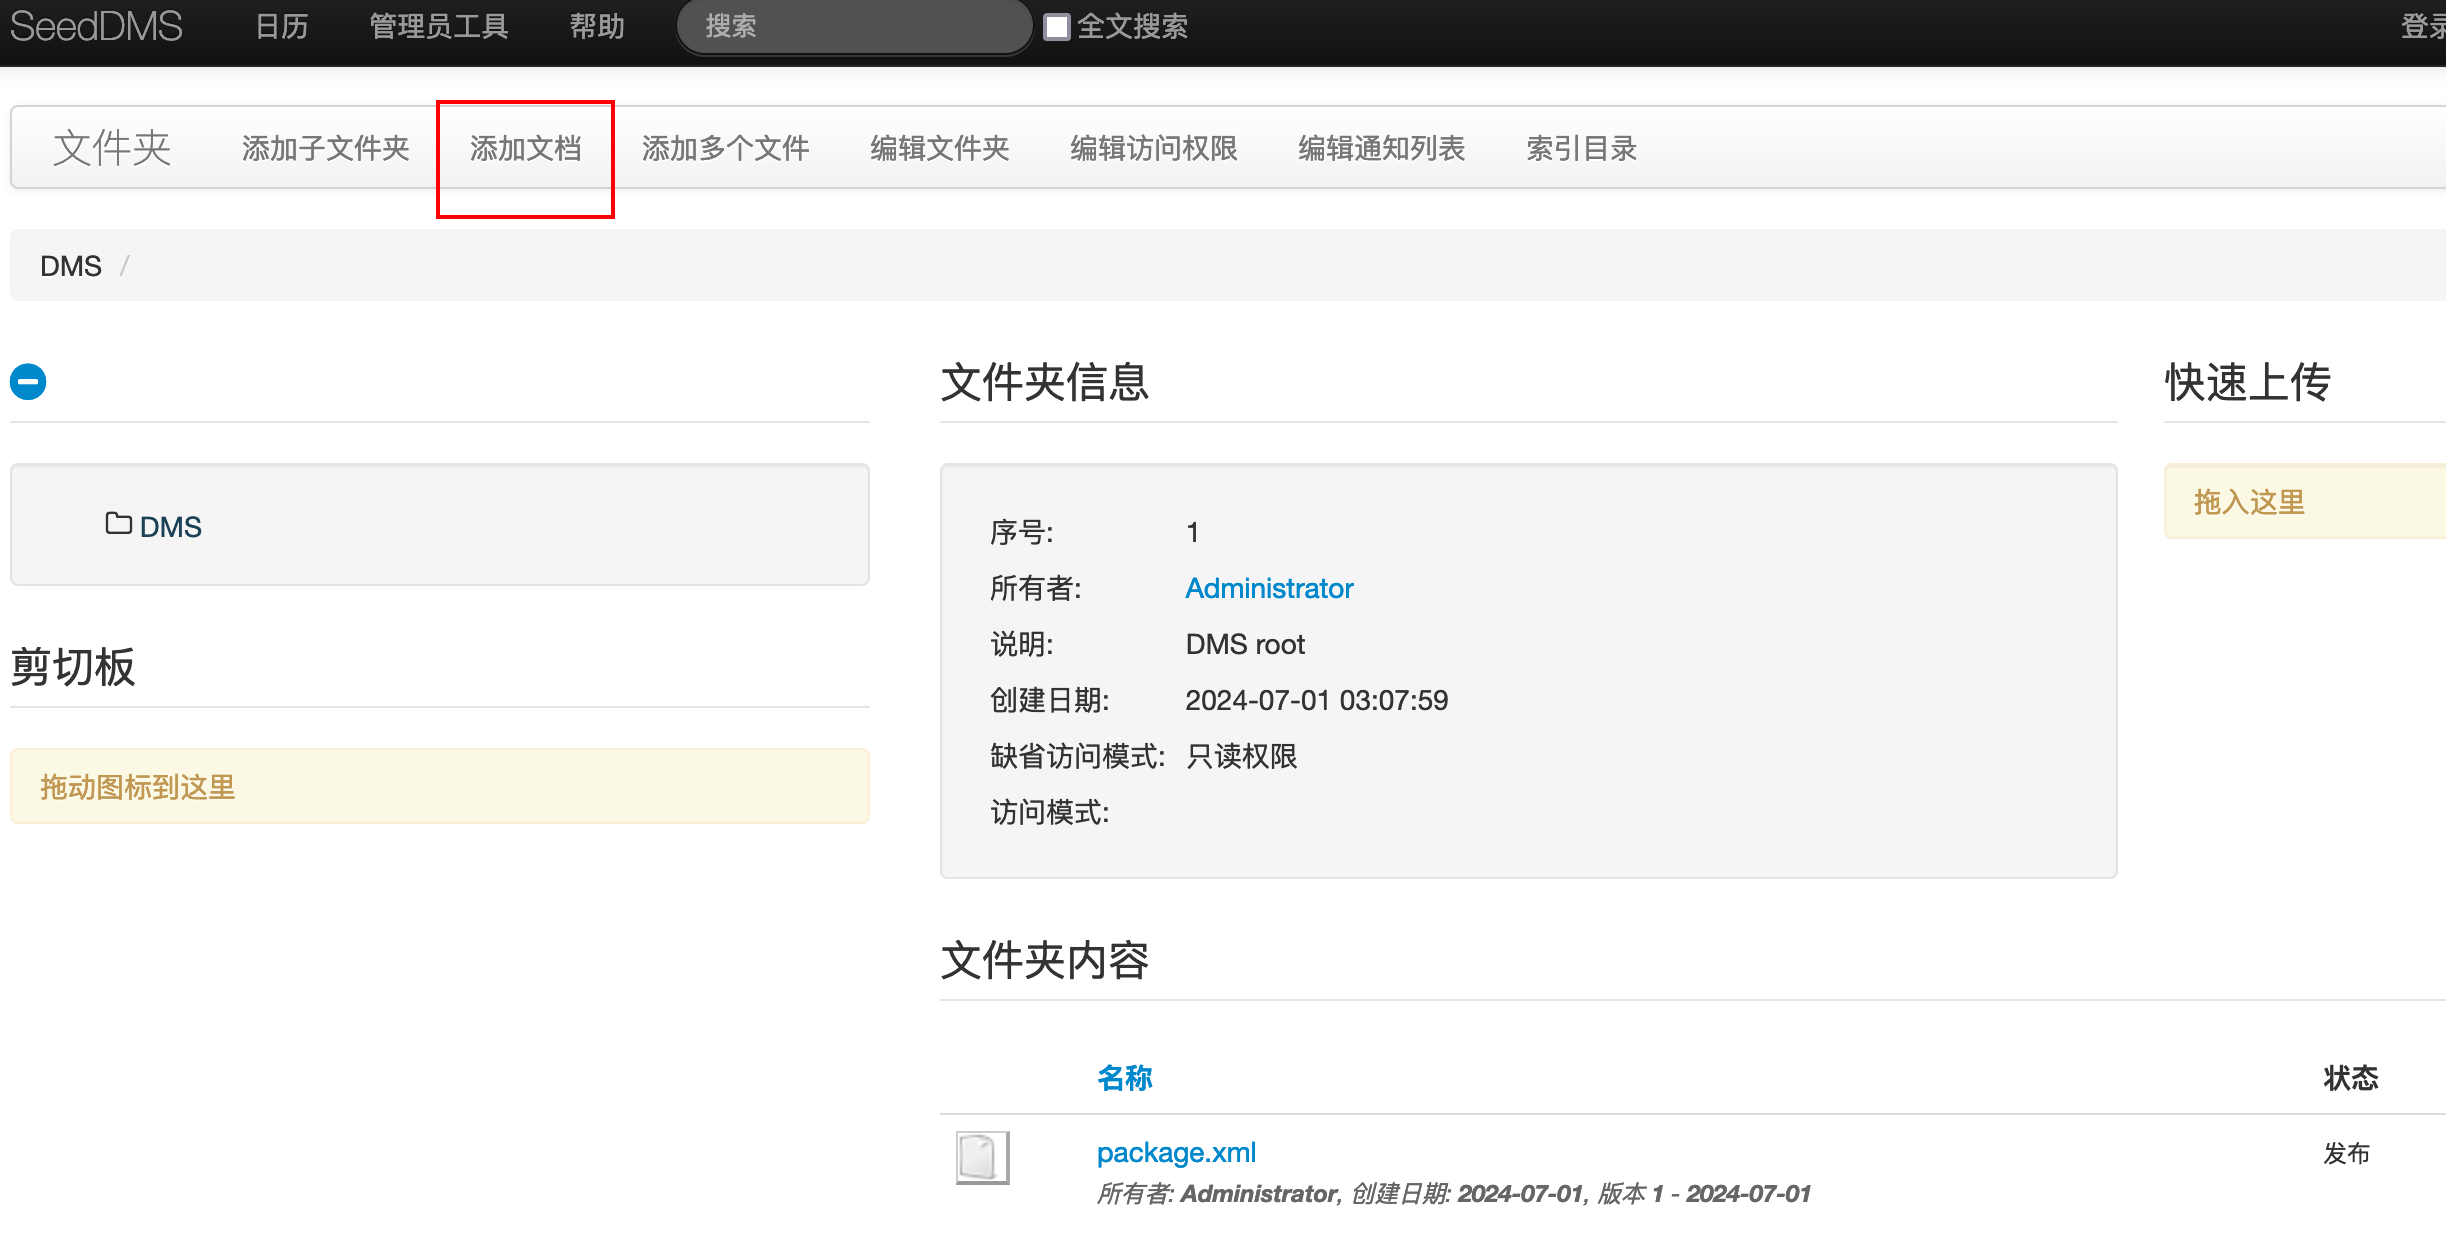 SeedDMS 日历 管理员工具 帮助 搜索 全文搜索
文件夹 添加子文件夹 添加文档 添加多个文件 编辑文件夹 编辑访问权限 编辑通知列表 索引目录
DMS /
DMS
剪切板
拖动图标到这里
文件夹信息
序号: 1
所有者: Administrator
说明: DMS root
创建日期: 2024-07-01 03:07:59
缺省访问模式: 只读权限
访问模式:
快速上传
拖入这里
文件夹内容
名称 状态
package.xml 发布
所有者: Administrator, 创建日期: 2024-07-01, 版本 1 - 2024-07-01